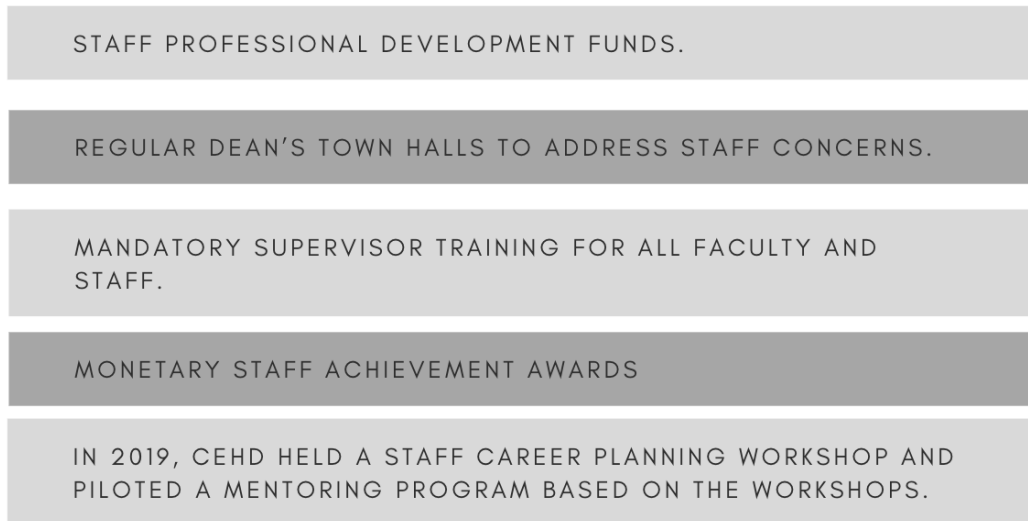 STAFF PROFESSIONAL DEVELOPMENT FUNDS.
REGULAR DEAN'S TOWN HALLS TO ADDRESS STAFF CONCERNS.
MANDATORY SUPERVISOR TRAINING FOR ALL FACULTY AND
STAFF.
MONETARY STAFF ACHIEVEMENT AWARDS
IN 2019, CEHD HELD A STAFF CAREER PLANNING WORKSHOP AND
PILOTED A MENTORING PROGRAM BASED ON THE WORKSHOPS.